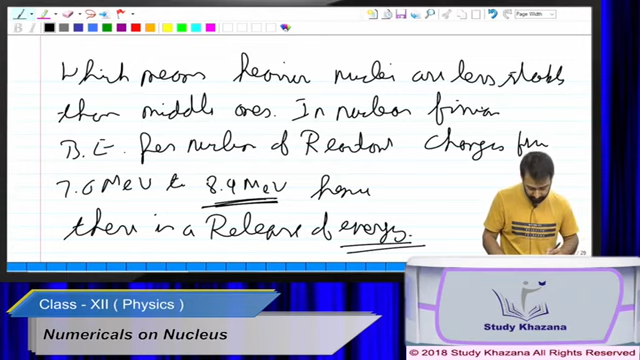 Page Width
Which means heavier nuclei are less stable
than middle ones. In nuclear fission
B.E. per nucleon of Reactant changes from
7.6 MeV to 8.4 MeV hence
there is a Release of energy.
Class - XII ( Physics )
Numericals on Nucleus
Study Khazana
© 2018 Study Khazana All Rights Reserved